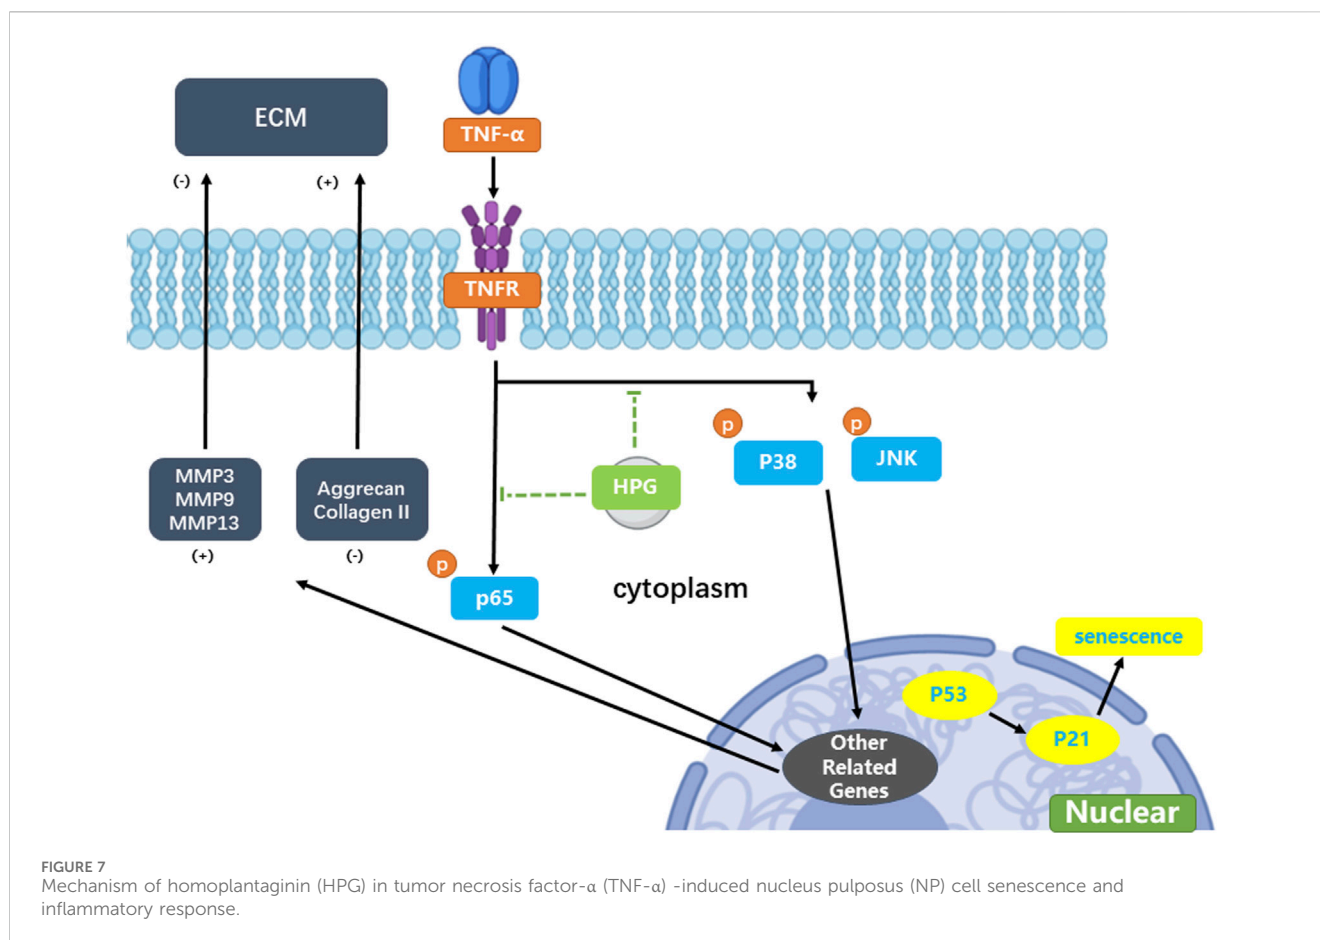 ECM
TNF-α
(-)
(+)
TNFR
p
p
P38
JNK
MMP3
MMP9
MMP13
(+)
Aggrecan
Collagen II
(-)
HPG
p
p65
cytoplasm
senescence
P53
P21
Other
Related
Genes
Nuclear
FIGURE 7
Mechanism of homoplantaginin (HPG) in tumor necrosis factor-α (TNF-α) -induced nucleus pulposus (NP) cell senescence and
inflammatory response.